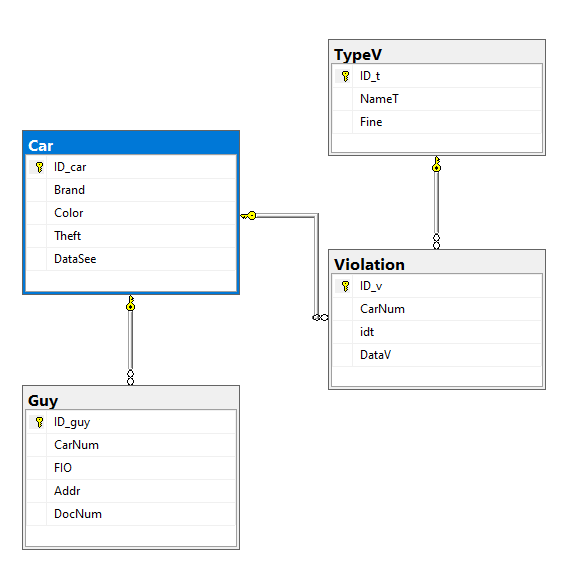 TypeV
ID_t
NameT
Fine
Car
ID_car
Brand
Color
Theft
DataSee
Violation
ID_v
CarNum
idt
DataV
Guy
ID_guy
CarNum
FIO
Addr
DocNum